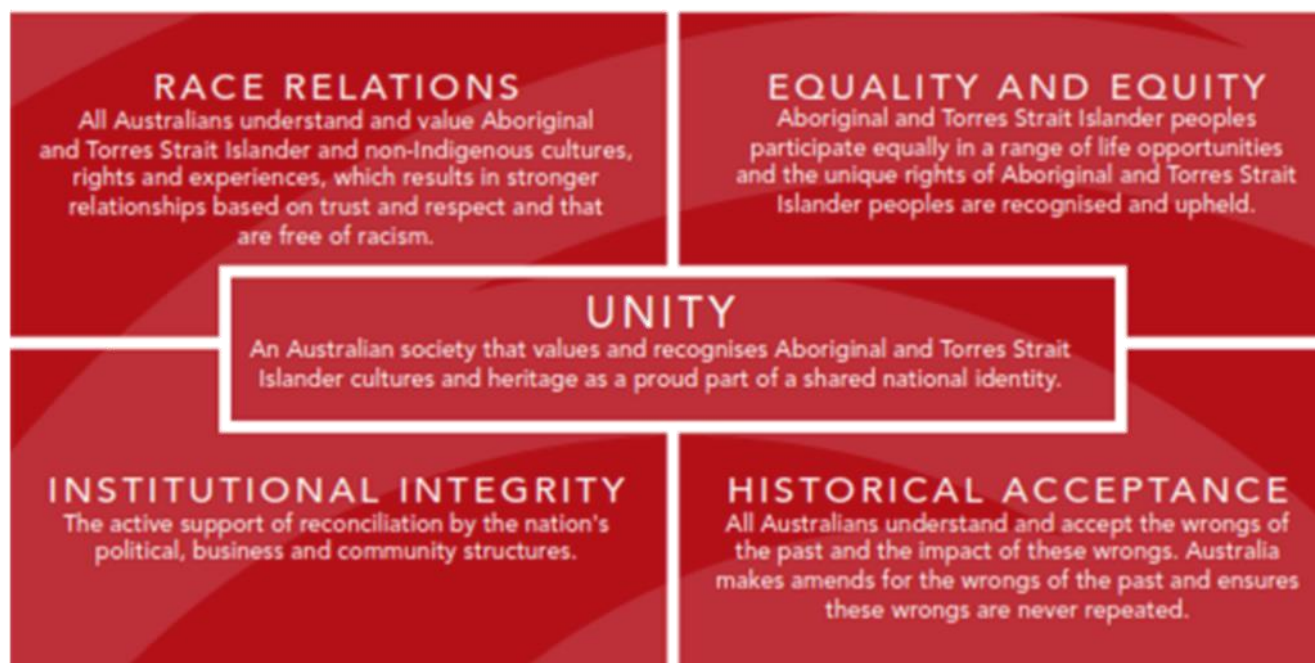 RACE RELATIONS
All Australians understand and value Aboriginal
and Torres Strait Islander and non-Indigenous cultures,
rights and experiences, which results in stronger
relationships based on trust and respect and that
are free of racism.
EQUALITY AND EQUITY
Aboriginal and Torres Strait Islander peoples
participate equally in a range of life opportunities
and the unique rights of Aboriginal and Torres Strait
Islander peoples are recognised and upheld.
UNITY
An Australian society that values and recognises Aboriginal and Torres Strait
Islander cultures and heritage as a proud part of a shared national identity.
INSTITUTIONAL INTEGRITY
The active support of reconciliation by the nation's
political, business and community structures.
HISTORICAL ACCEPTANCE
All Australians understand and accept the wrongs of
the past and the impact of these wrongs. Australia
makes amends for the wrongs of the past and ensures
these wrongs are never repeated.